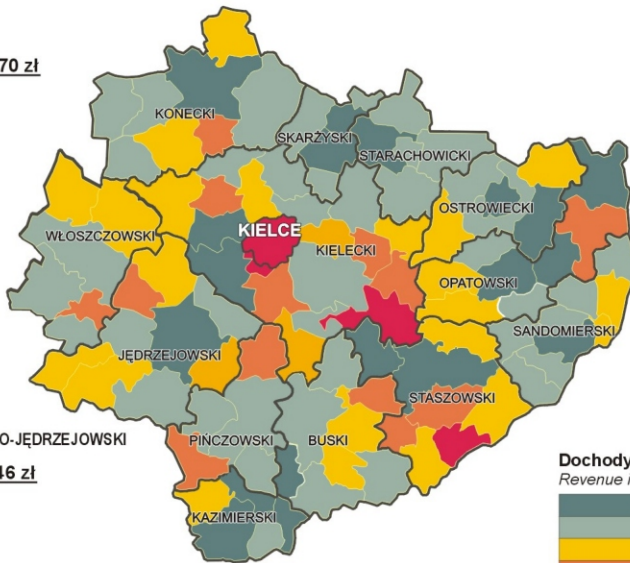 70 zł
KONECKI
SKARŻYSKI
STARACHOWICKI
OSTROWIECKI
WŁOSZCZOWSKI
KIELCE
KIELECKI
OPATOWSKI
SANDOMIERSKI
JĘDRZEJOWSKI
STASZOWSKI
O-JĘDRZEJOWSKI
PIŃCZOWSKI
BUSKI
46 zł
Dochody
Revenue
KAZIMIERSKI